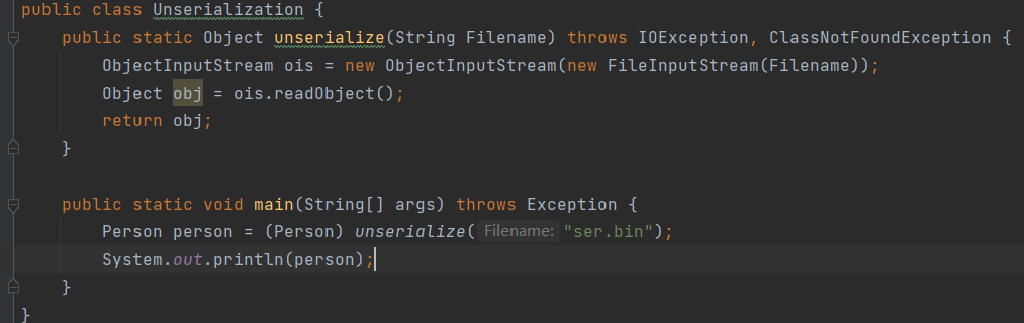 public class Unserialization {
public static Object unserialize(String Filename) throws IOException, ClassNotFoundException {
ObjectInputStream ois = new ObjectInputStream(new FileInputStream(Filename));
Object obj = ois.readObject();
return obj;
}
public static void main(String[] args) throws Exception {
Person person = (Person) unserialize( Filename: "ser.bin");
System.out.println(person);
}
}